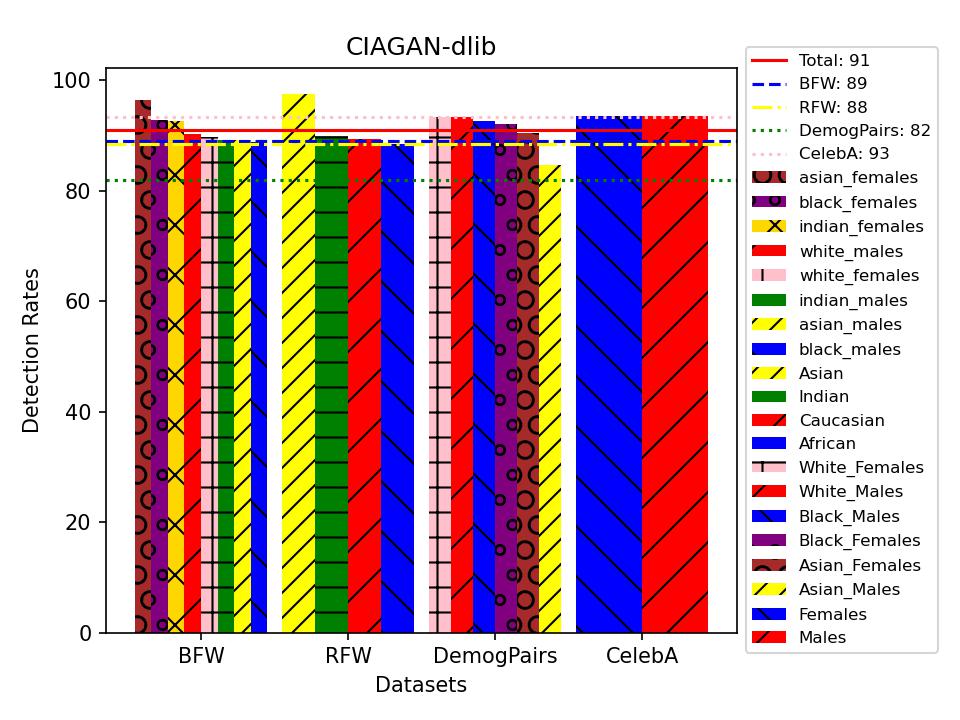 CIAGAN-dlib
100
80
60
40
20
0
Detection Rates
BFW
RFW
DemogPairs
CelebA
Datasets
Total: 91
BFW: 89
RFW: 88
DemogPairs: 82
CelebA: 93
asian_females
black_females
indian_females
white_males
white_females
indian_males
asian_males
black_males
Asian
Indian
Caucasian
African
White_Females
White_Males
Black_Males
Black_Females
Asian_Females
Asian_Males
Females
Males